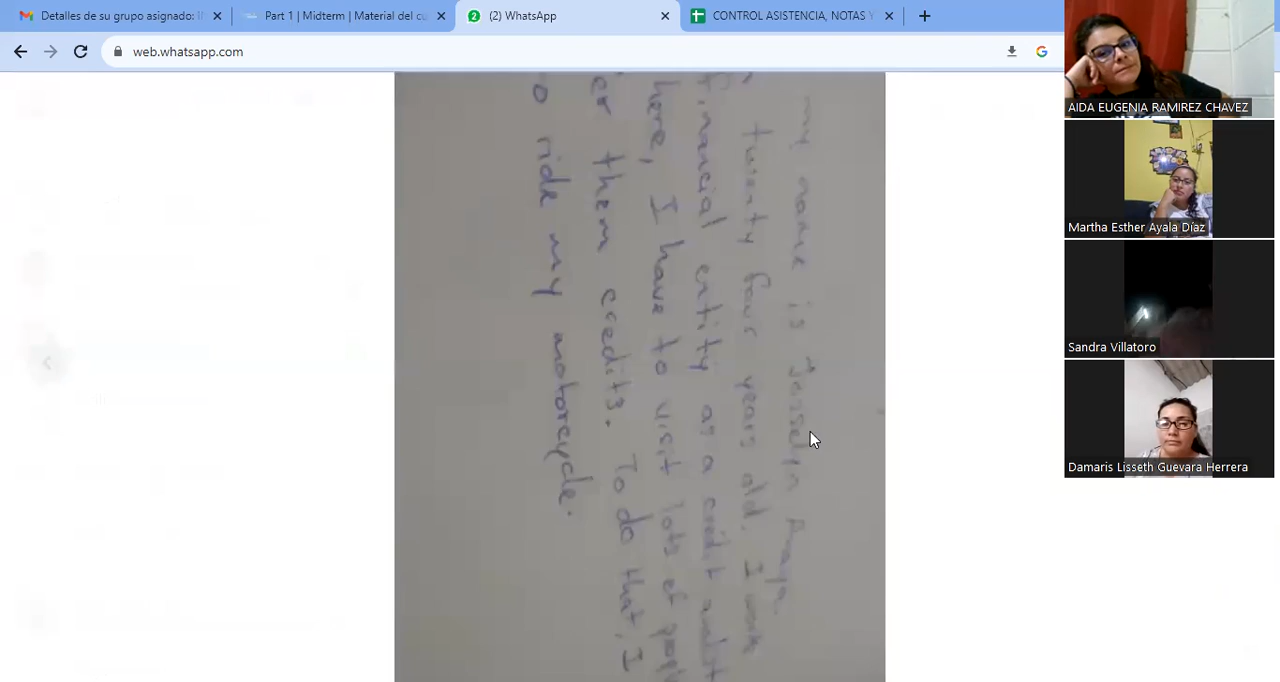 Detalles de su grupo asignado: I
Part 1 | Midterm | Material del cu
(2) WhatsApp
CONTROL ASISTENCIA, NOTAS Y
web.whatsapp.com
my name is
twenty four years old. I work
financial entity as a credit
here, I have to visit lots of
them credits. To do that, I
o ride my motorcycle.
AIDA EUGENIA RAMIREZ CHAVEZ
Martha Esther Ayala Díaz
Sandra Villatoro
Damaris Lisseth Guevara Herrera